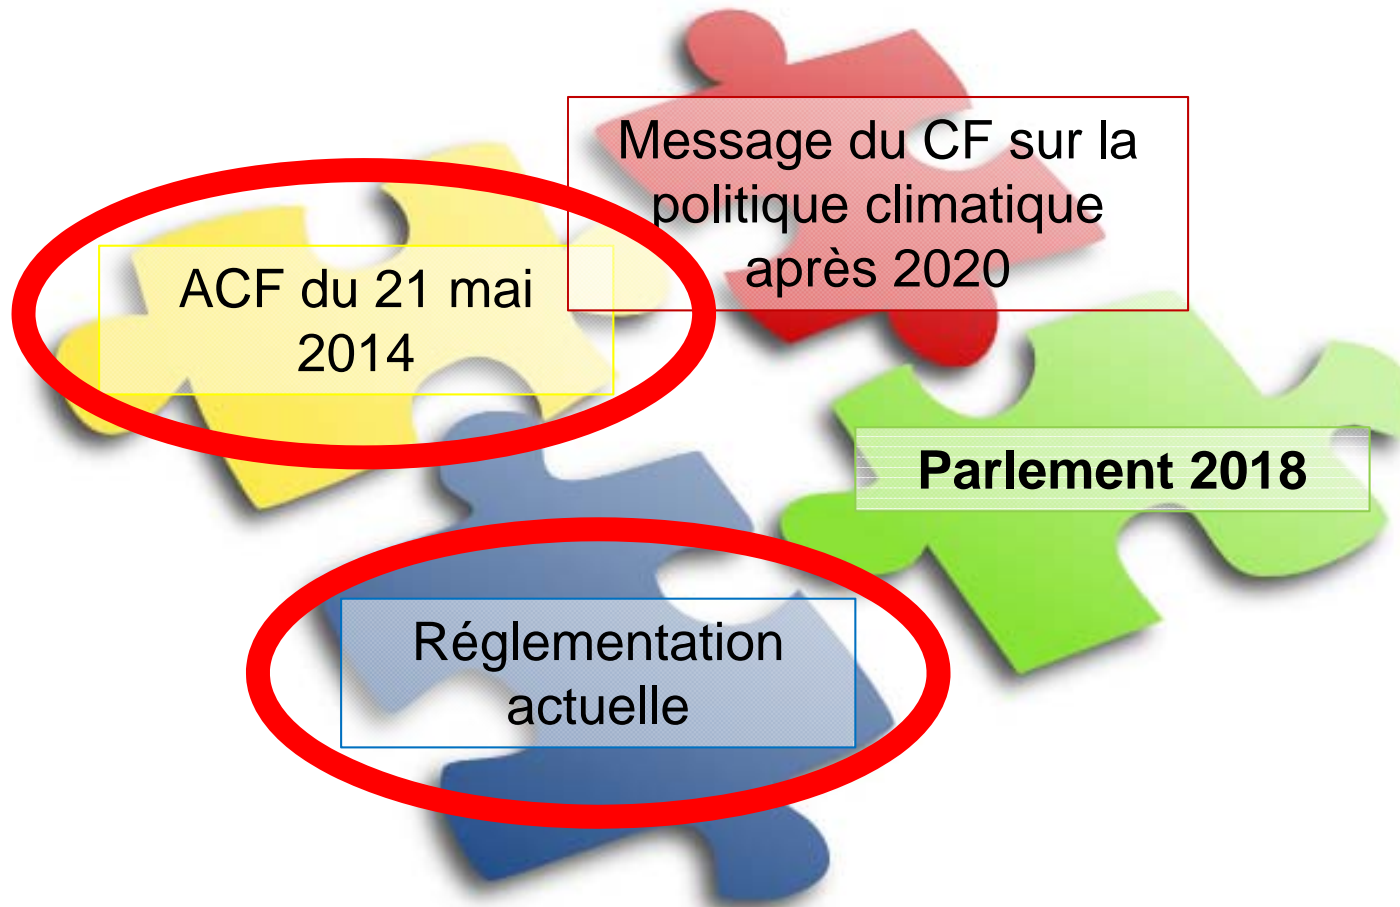 Message du CF sur la
politique climatique
après 2020
ACF du 21 mai
2014
Parlement 2018
Réglementation
actuelle